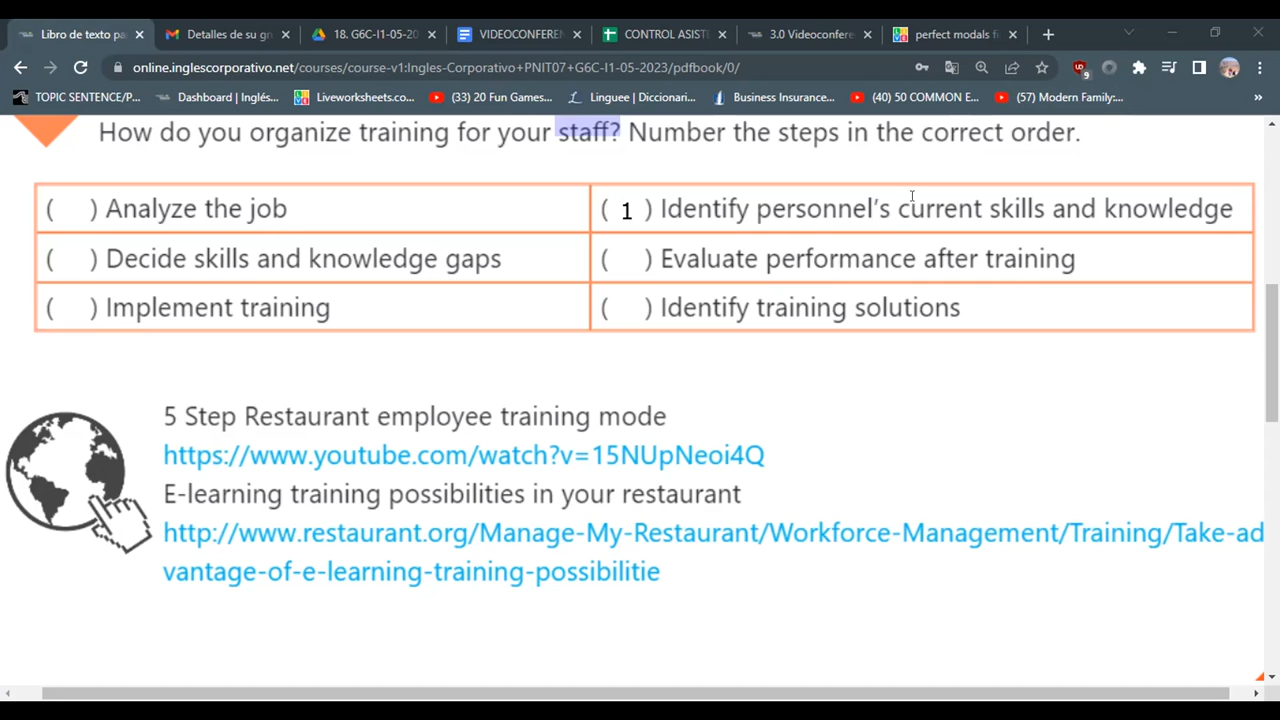 Libro de texto pa
Detalles de su gr
18. G6C-I1-05-20
VIDEOCONFEREN
CONTROL ASIST
3.0 Videoconfere
perfect modals f
online.inglescorporativo.net/courses/course-v1:Ingles-Corporativo+PNIT07+G6C-I1-05-2023/pdfbook/0/
9
TOPIC SENTENCE/P...
Dashboard | Inglés...
Liveworksheets.co...
(33) 20 Fun Games...
Linguee | Diccionari...
Business Insurance...
(40) 50 COMMON E...
(57) Modern Family:...
How do you organize training for your staff? Number the steps in the correct order.
( ) Analyze the job
( 1 ) Identify personnel's current skills and knowledge
( ) Decide skills and knowledge gaps
( ) Evaluate performance after training
( ) Implement training
( ) Identify training solutions
5 Step Restaurant employee training mode
https://www.youtube.com/watch?v=15NUpNeoi4Q
E-learning training possibilities in your restaurant
http://www.restaurant.org/Manage-My-Restaurant/Workforce-Management/Training/Take-ad
vantage-of-e-learning-training-possibilitie